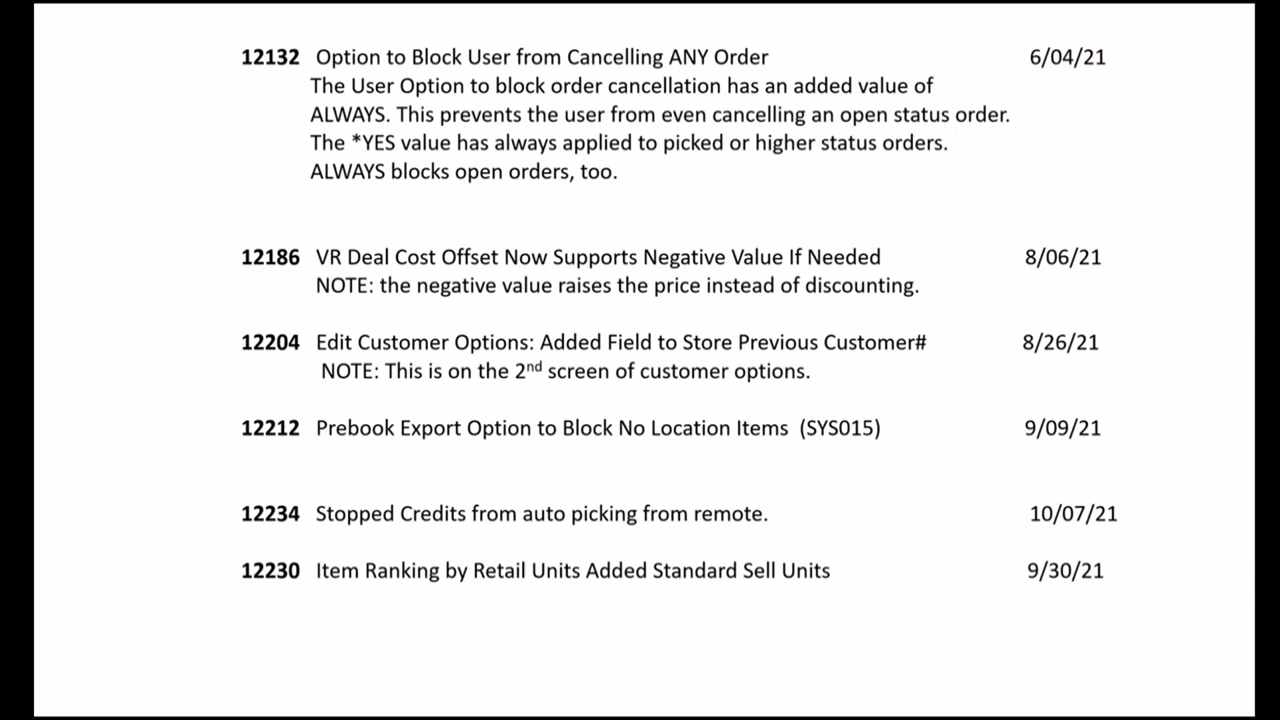 12132 Option to Block User from Cancelling ANY Order 6/04/21
The User Option to block order cancellation has an added value of
ALWAYS. This prevents the user from even cancelling an open status order.
The *YES value has always applied to picked or higher status orders.
ALWAYS blocks open orders, too.
12186 VR Deal Cost Offset Now Supports Negative Value If Needed 8/06/21
NOTE: the negative value raises the price instead of discounting.
12204 Edit Customer Options: Added Field to Store Previous Customer# 8/26/21
NOTE: This is on the 2nd screen of customer options.
12212 Prebook Export Option to Block No Location Items (SYS015) 9/09/21
12234 Stopped Credits from auto picking from remote. 10/07/21
12230 Item Ranking by Retail Units Added Standard Sell Units 9/30/21